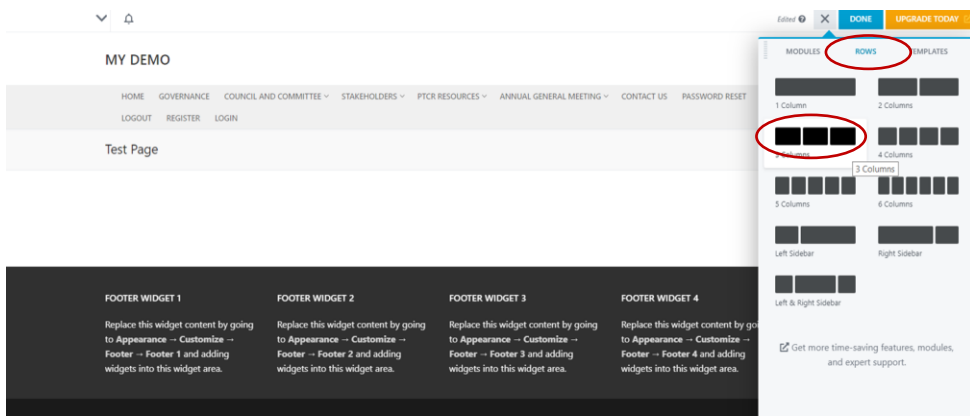 Edited
DONE
UPGRADE TODAY
MY DEMO
MODULES
ROWS
TEMPLATES
HOME GOVERNANCE COUNCIL AND COMMITTEE STAKEHOLDERS PTCR RESOURCES ANNUAL GENERAL MEETING CONTACT US PASSWORD RESET
LOGOUT REGISTER LOGIN
Test Page
1 Column
2 Columns
3 Columns
4 Columns
3 Columns
5 Columns
6 Columns
Left Sidebar
Right Sidebar
Left & Right Sidebar
Get more time-saving features, modules,
and expert support.
FOOTER WIDGET 1
Replace this widget content by going
to Appearance → Customize →
Footer → Footer 1 and adding
widgets into this widget area.
FOOTER WIDGET 2
Replace this widget content by going
to Appearance → Customize →
Footer → Footer 2 and adding
widgets into this widget area.
FOOTER WIDGET 3
Replace this widget content by going
to Appearance → Customize →
Footer → Footer 3 and adding
widgets into this widget area.
FOOTER WIDGET 4
Replace this widget content by goi
to Appearance → Customize →
Footer → Footer 4 and adding
widgets into this widget area.